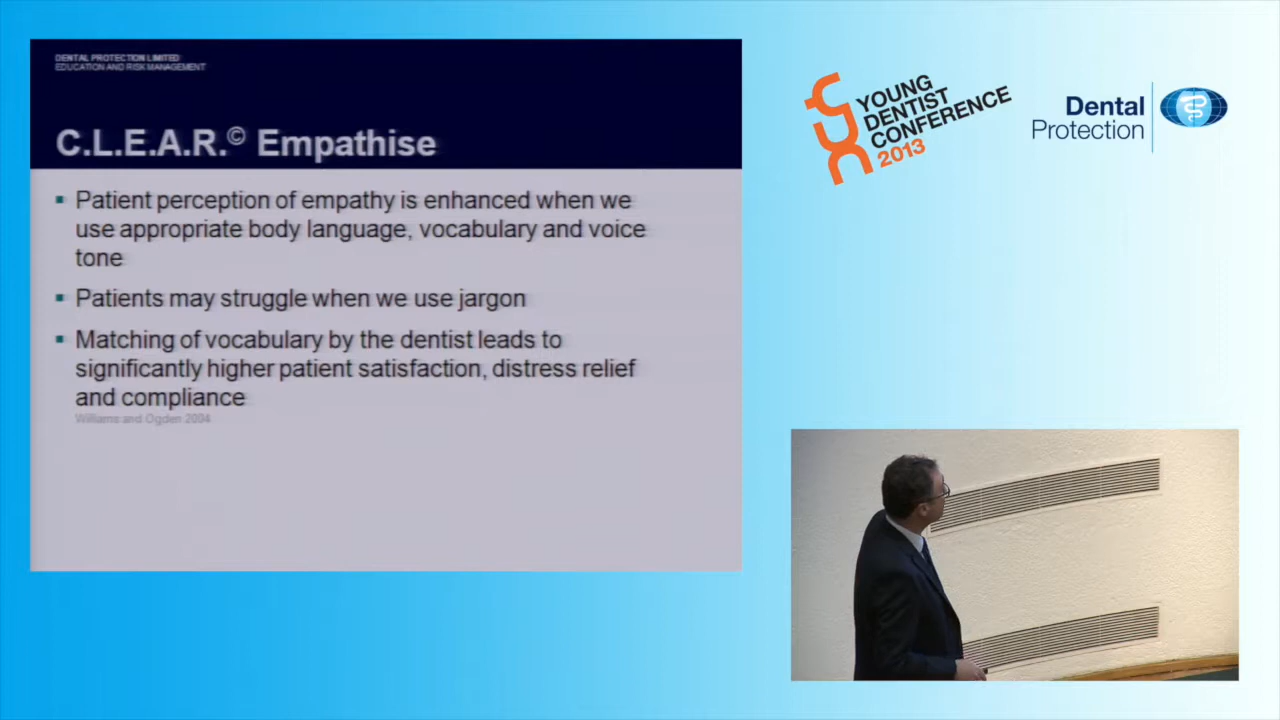 DENTAL PROTECTION LIMITED
EDUCATION AND RISK MANAGEMENT
C.L.E.A.R.© Empathise
▪ Patient perception of empathy is enhanced when we
use appropriate body language, vocabulary and voice
tone
▪ Patients may struggle when we use jargon
▪ Matching of vocabulary by the dentist leads to
significantly higher patient satisfaction, distress relief
and compliance
Williams and Ogden 2004
YOUNG
DENTIST
CONFERENCE
2013
Dental
Protection